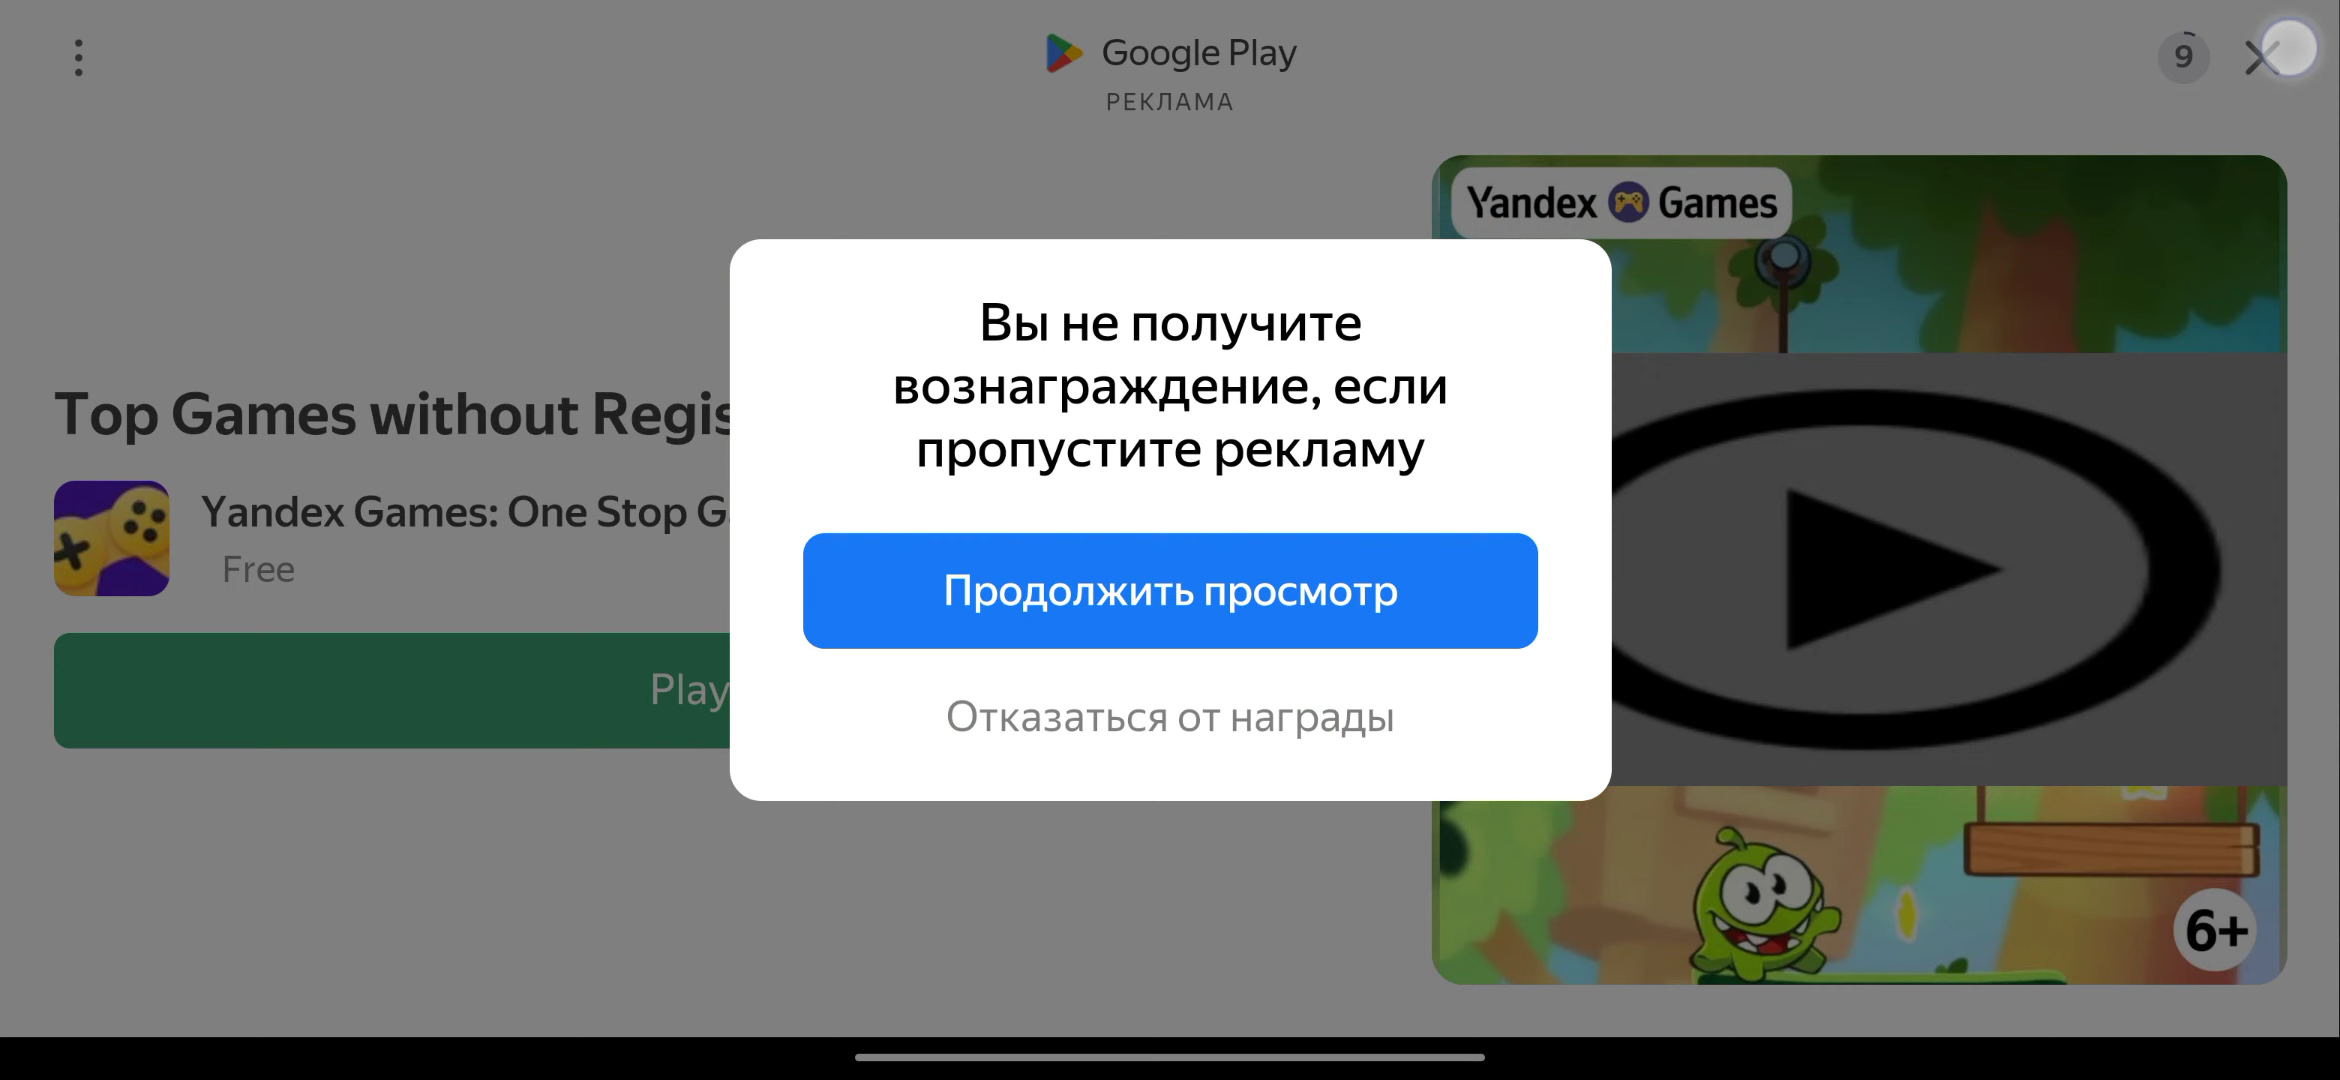 Google Play
РЕКЛАМА
9
Yandex Games
Вы не получите
вознаграждение, если
пропустите рекламу
Top Games without Regis
Yandex Games: One Stop G
Free
Продолжить просмотр
Play
Отказаться от награды
6+